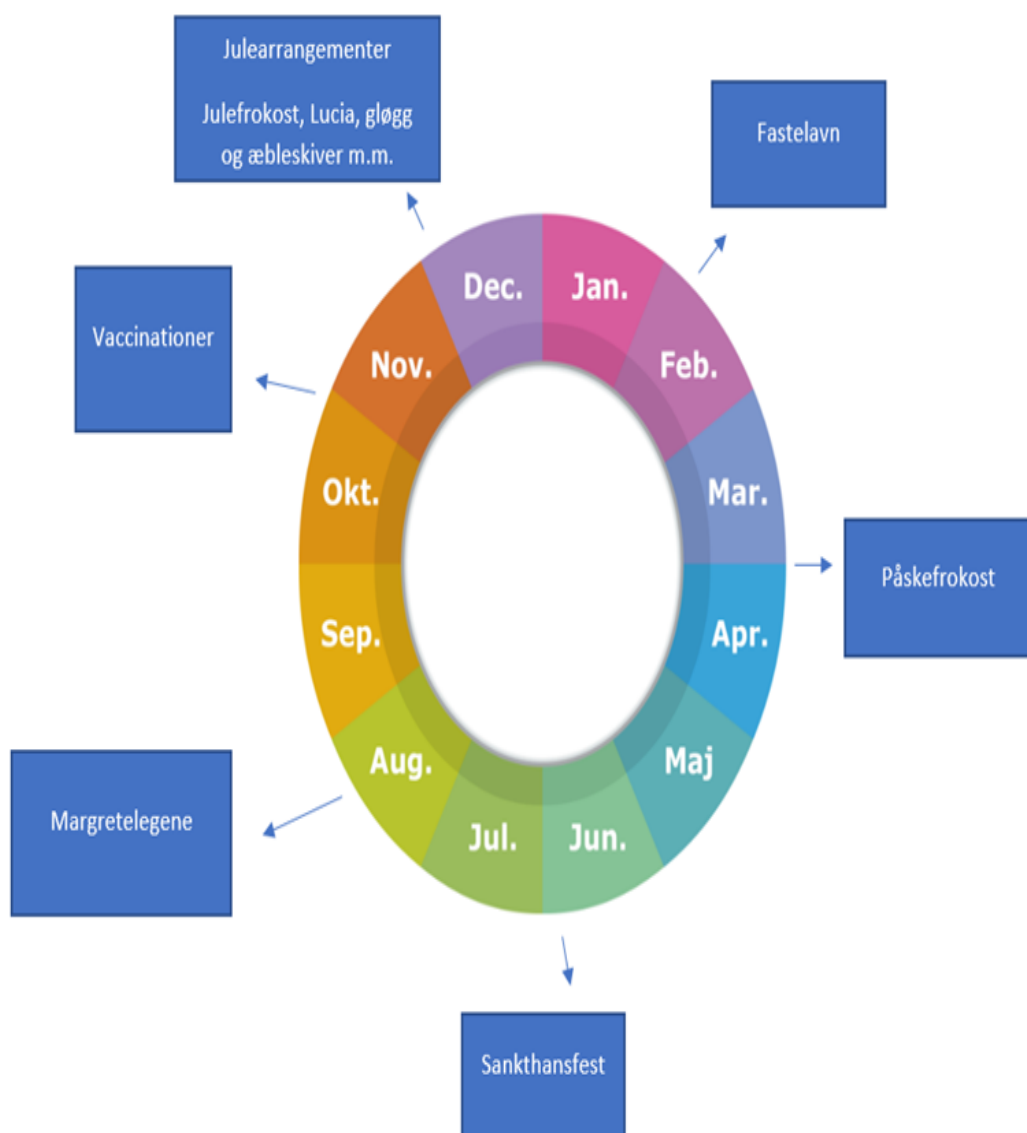 Julearrangementer
Julefrokost, Lucia, gløgg
og æbleskiver m.m.
Fastelavn
Vaccinationer
Påskefrokost
Margretelegene
Sankthansfest
Jan.
Feb.
Mar.
Apr.
Maj
Jun.
Jul.
Aug.
Sep.
Okt.
Nov.
Dec.